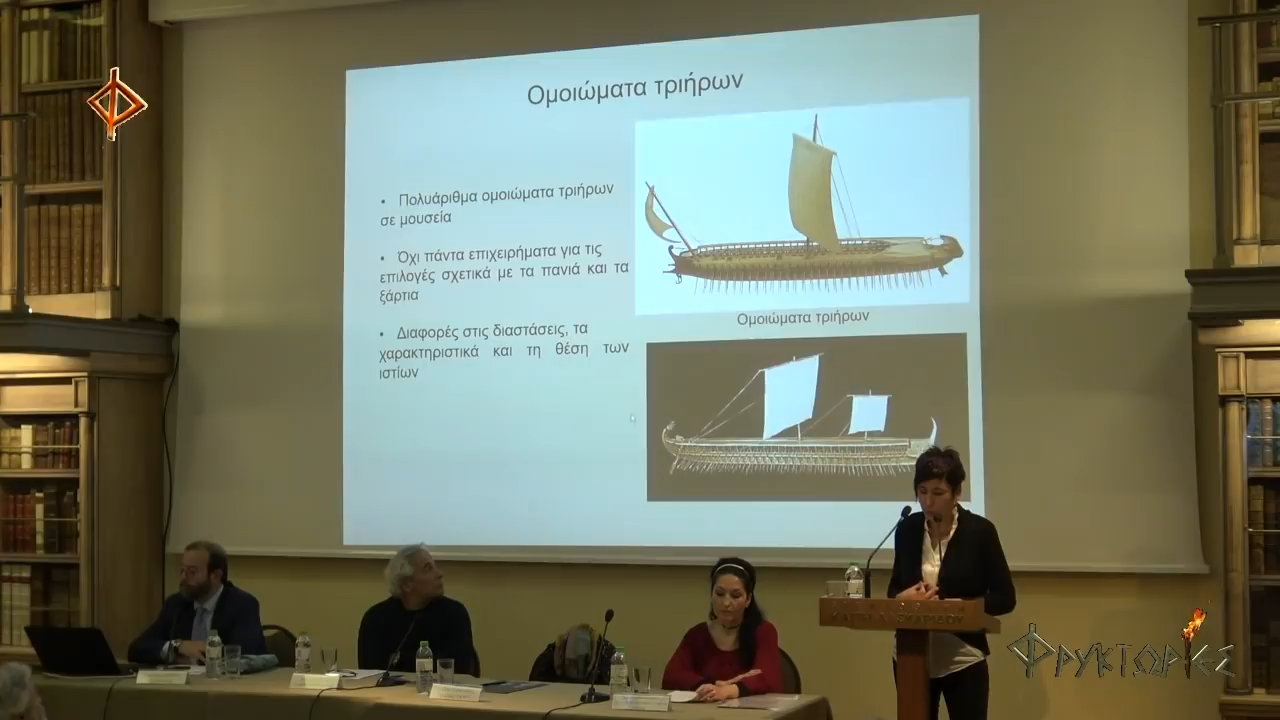 Ομοιώματα τριήρων
• Πολυάριθμα ομοιώματα τριήρων
σε μουσεία
• Όχι πάντα επιχειρήματα για τις
επιλογές σχετικά με τα πανιά και τα
ξάρτια
• Διαφορές στις διαστάσεις, τα
χαρακτηριστικά και τη θέση των
ιστίων
Ομοιώματα τριήρων
Φρυκτωρίες